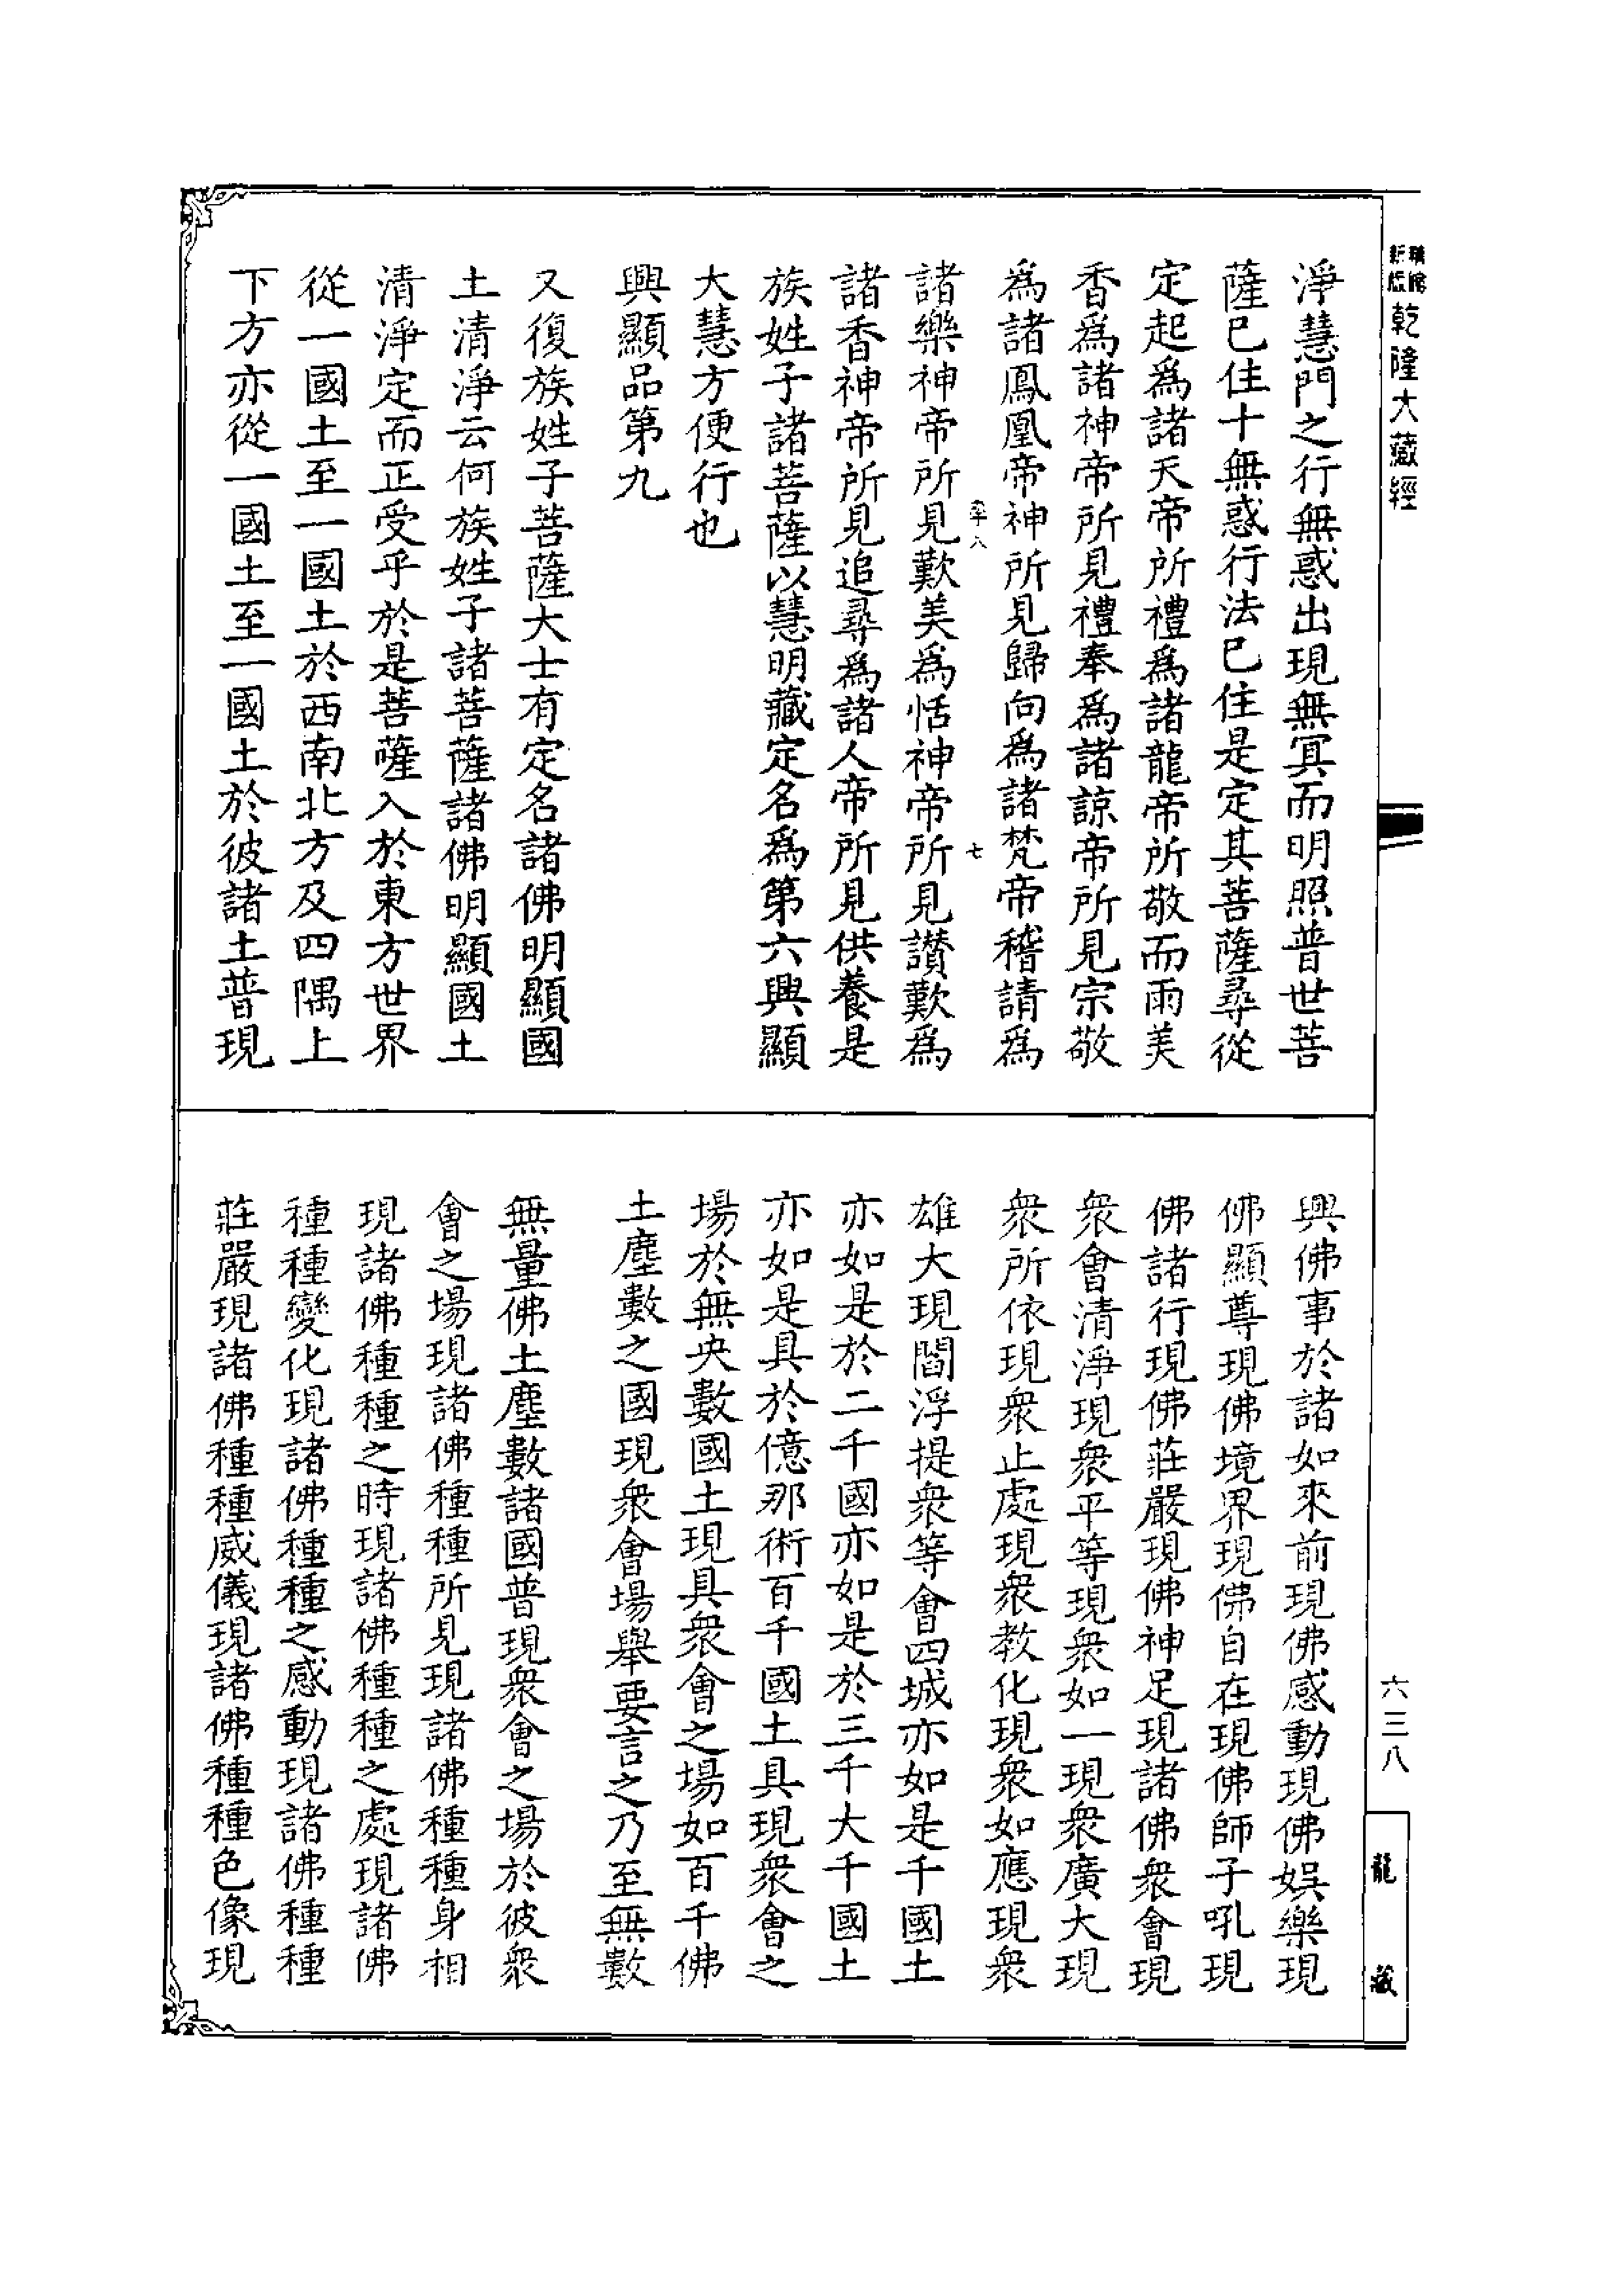 乾隆大藏經
六三八
龍藏
淨慧門之行無惑出現無冥而明照普世菩
薩已住十無惑行法已住是定其菩薩尋從
定起為諸天帝所禮為諸龍帝所敬而雨美
香為諸神帝所見禮奉為諸諒帝所見宗敬
為諸鳳凰帝神所見歸向為諸梵帝稽請為
七
諸樂神帝所見歎美為恬神帝所見讃歎為
諸香神帝所見追尋為諸人帝所見供養是
族姓子諸菩薩以慧明藏定名為第六興顯
大慧方便行也
興顯品第九
又復族姓子菩薩大士有定名諸佛明顯國
土清淨云何族姓子諸菩薩諸佛明顯國土
清淨定而正受乎於是菩薩入於東方世界
從一國土至一國土於西南北方及四隅上
下方亦從一國土至一國土於彼諸土普現
興佛事於諸如來前現佛感動現佛娛樂現
佛顯尊現佛境界現佛自在現佛師子吼現
佛諸行現佛莊嚴現佛神足現諸佛衆會現
衆會清淨現衆平等現衆如一現衆廣大現
衆所依現衆止處現衆教化現衆如應現衆
雄大現閻浮提衆等會四城亦如是千國土
亦如是於二千國亦如是於三千大千國土
亦如是具於億那術百千國土具現衆會之
場於無央數國土現具衆會之場如百千佛
土塵數之國現衆會場舉要言之乃至無數
無量佛土塵數諸國普現衆會之場於彼衆
會之場現諸佛種種所見現諸佛種種身相
現諸佛種種之時現諸佛種種之處現諸佛
種種變化現諸佛種種之感動現諸佛種種
莊嚴現諸佛種種威儀現諸佛種種色像現